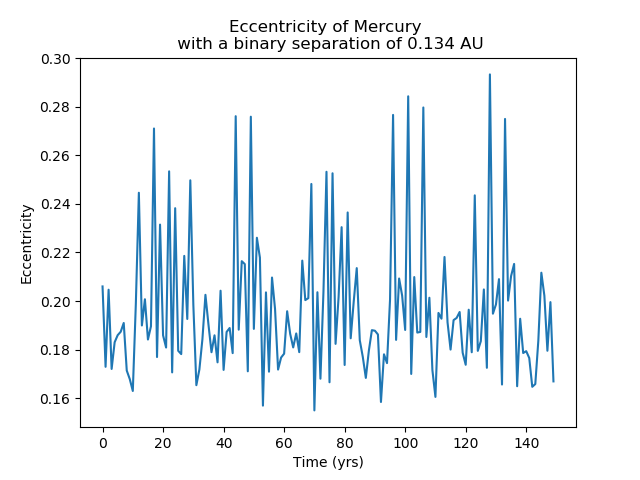 Eccentricity of Mercury
with a binary separation of 0.134 AU
0.30
0.28
0.26
0.24
0.22
0.20
0.18
0.16
Eccentricity
0 20 40 60 80 100 120 140
Time (yrs)